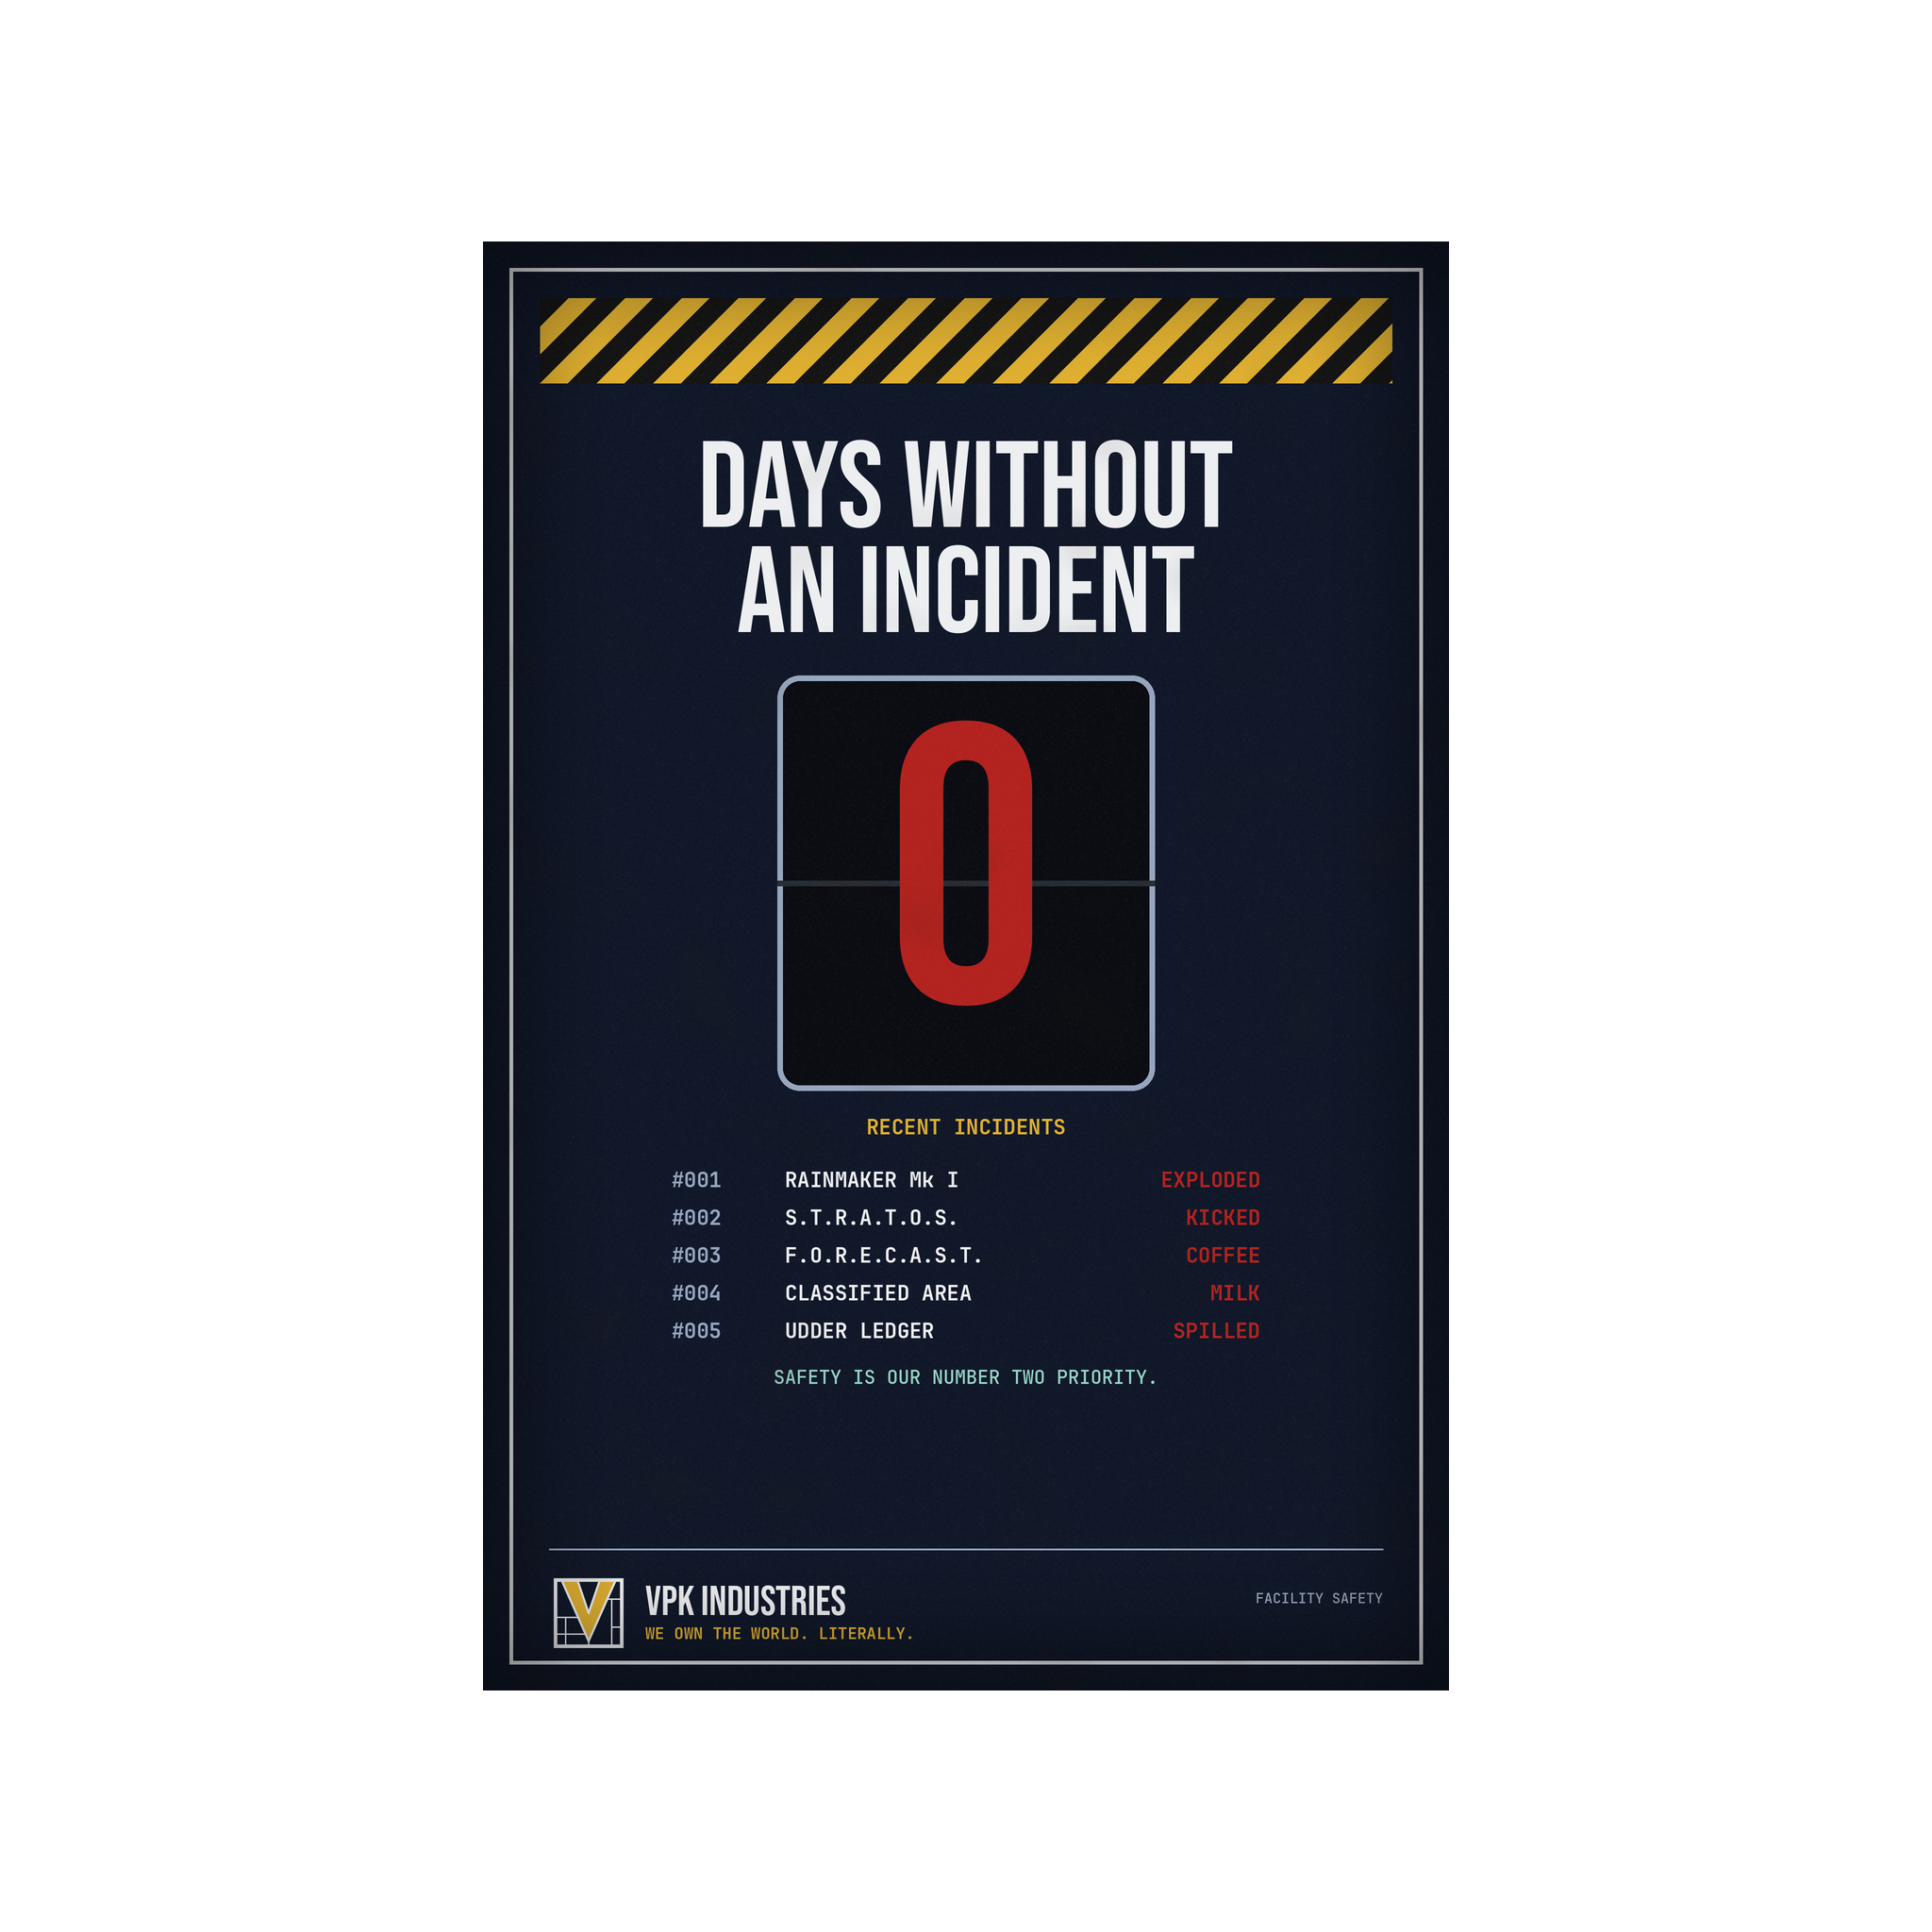 DAYS WITHOUT
AN INCIDENT
0
RECENT INCIDENTS
#001 RAINMAKER Mk I EXPLODED
#002 S.T.R.A.T.O.S. KICKED
#003 F.O.R.E.C.A.S.T. COFFEE
#004 CLASSIFIED AREA MILK
#005 UDDER LEDGER SPILLED
SAFETY IS OUR NUMBER TWO PRIORITY.
V
VPK INDUSTRIES
WE OWN THE WORLD. LITERALLY.
FACILITY SAFETY